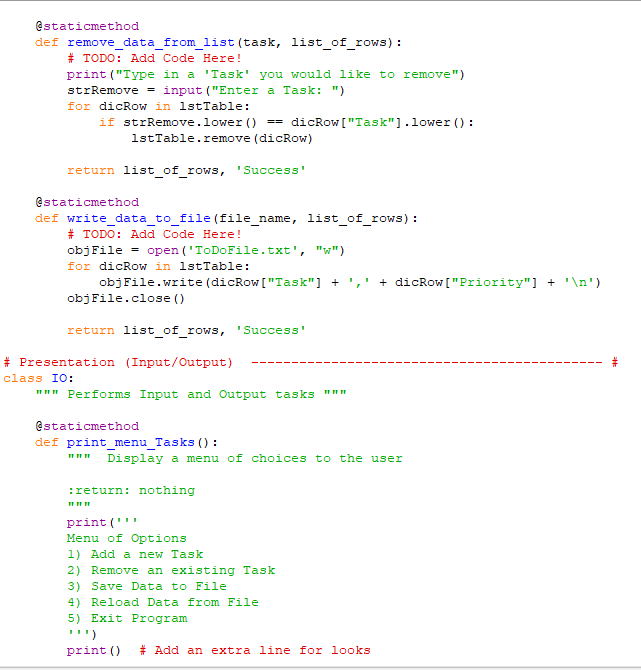 @staticmethod
def remove_data_from_list(task, list_of_rows):
# TODO: Add Code Here!
print("Type in a 'Task' you would like to remove")
strRemove = input("Enter a Task: ")
for dicRow in lstTable:
if strRemove.lower() == dicRow["Task"].lower():
lstTable.remove(dicRow)
return list_of_rows, 'Success'
@staticmethod
def write_data_to_file(file_name, list_of_rows):
# TODO: Add Code Here!
objFile = open('ToDoFile.txt', "w")
for dicRow in lstTable:
objFile.write(dicRow["Task"] + ',' + dicRow["Priority"] + '\n')
objFile.close()
return list_of_rows, 'Success'
# Presentation (Input/Output)  -------------------------------------------- #
class IO:
""" Performs Input and Output tasks """
@staticmethod
def print_menu_Tasks():
"""  Display a menu of choices to the user
:return: nothing
"""
print('''
Menu of Options
1) Add a new Task
2) Remove an existing Task
3) Save Data to File
4) Reload Data from File
5) Exit Program
''')
print()  # Add an extra line for looks